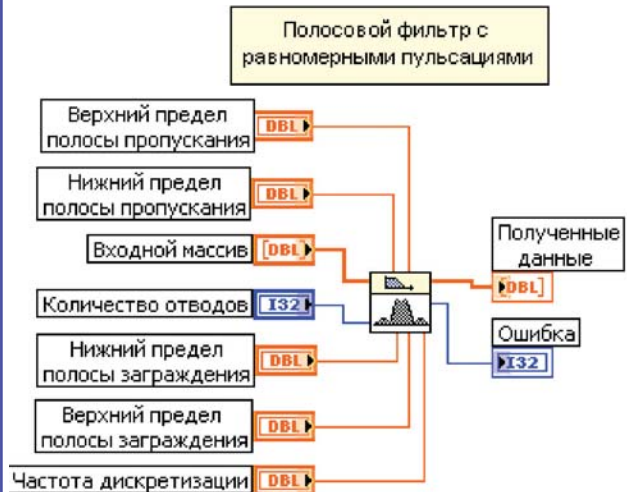 Полосовой фильтр с
равномерными пульсациями
Верхний предел
полосы пропускания
DBL
Нижний предел
полосы пропускания
DBL
Входной массив
[DBL]
Количество отводов
I32
Нижний предел
полосы заграждения
DBL
Верхний предел
полосы заграждения
DBL
Частота дискретизации
DBL
Полученные
данные
[DBL]
Ошибка
I32